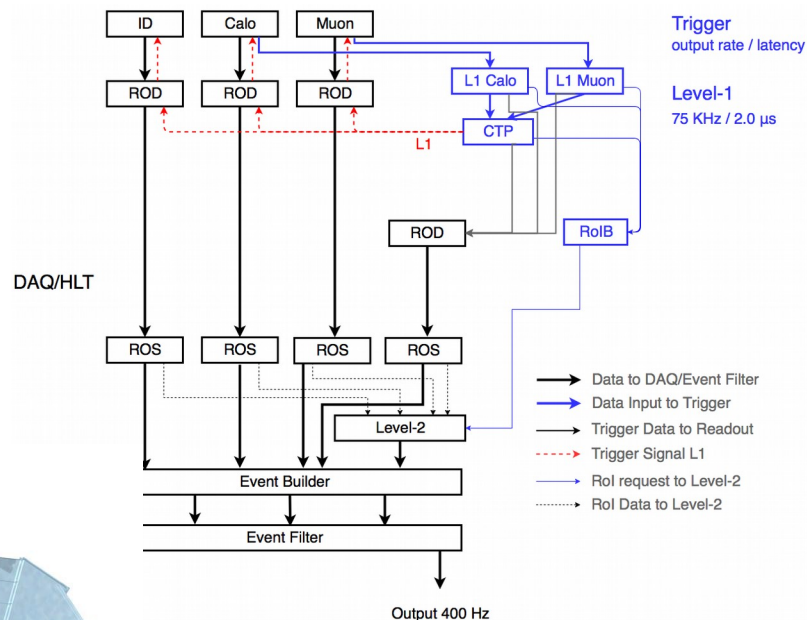 ID
Calo
Muon
Trigger
output rate / latency
ROD
ROD
ROD
L1 Calo
L1 Muon
Level-1
75 KHz / 2.0 µs
CTP
L1
ROD
RoIB
DAQ/HLT
ROS
ROS
ROS
ROS
Data to DAQ/Event Filter
Data Input to Trigger
Level-2
Trigger Data to Readout
Trigger Signal L1
Event Builder
RoI request to Level-2
RoI Data to Level-2
Event Filter
Output 400 Hz